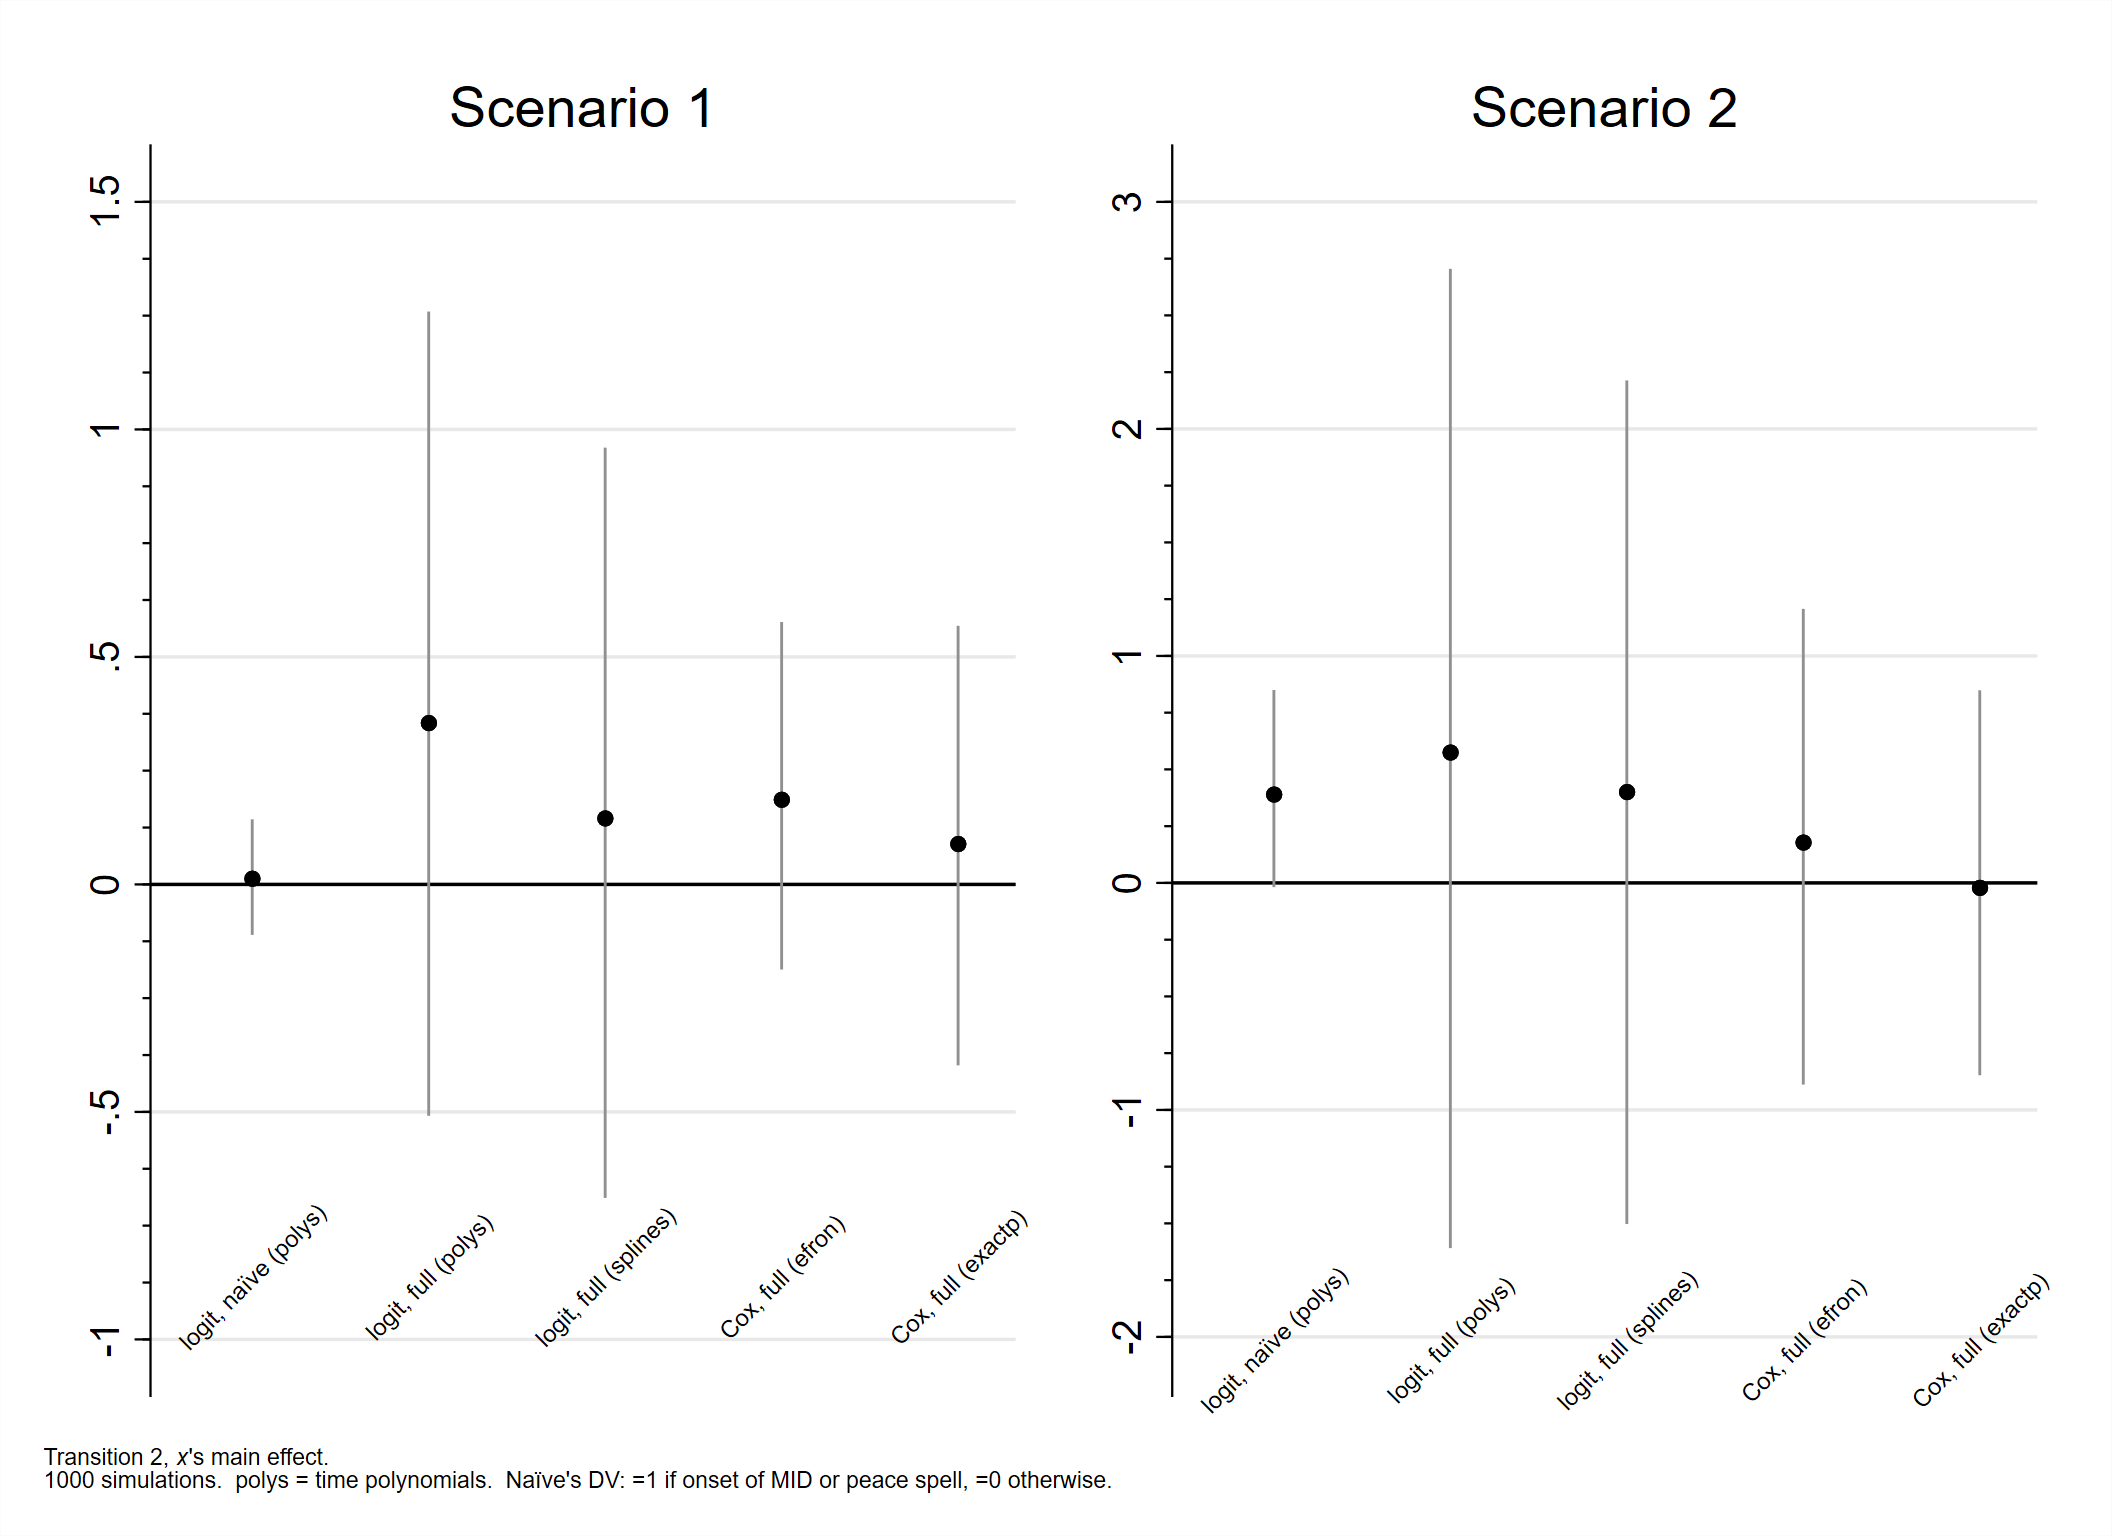 Scenario 1
1.5
1
.5
0
-.5
-1
logit, naïve (polys)
logit, full (polys)
logit, full (splines)
Cox, full (efron)
Cox, full (exactp)
Scenario 2
3
2
1
0
-1
-2
logit, naïve (polys)
logit, full (polys)
logit, full (splines)
Cox, full (efron)
Cox, full (exactp)
Transition 2, x's main effect.
1000 simulations.  polys = time polynomials.  Naïve's DV: =1 if onset of MID or peace spell, =0 otherwise.